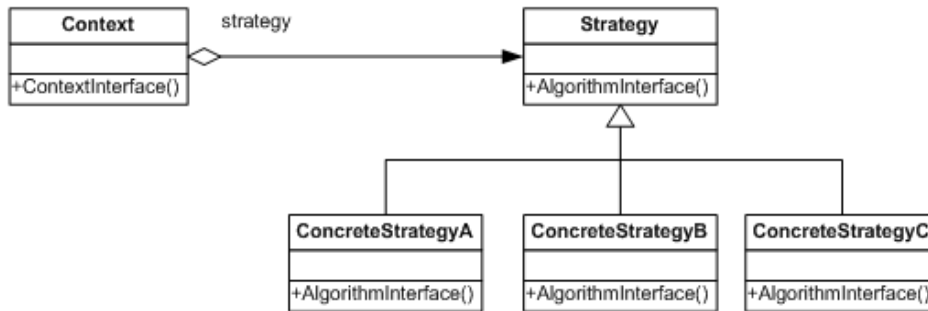 Context
strategy
Strategy
+ContextInterface()
+AlgorithmInterface()
ConcreteStrategyA
ConcreteStrategyB
ConcreteStrategyC
+AlgorithmInterface()
+AlgorithmInterface()
+AlgorithmInterface()